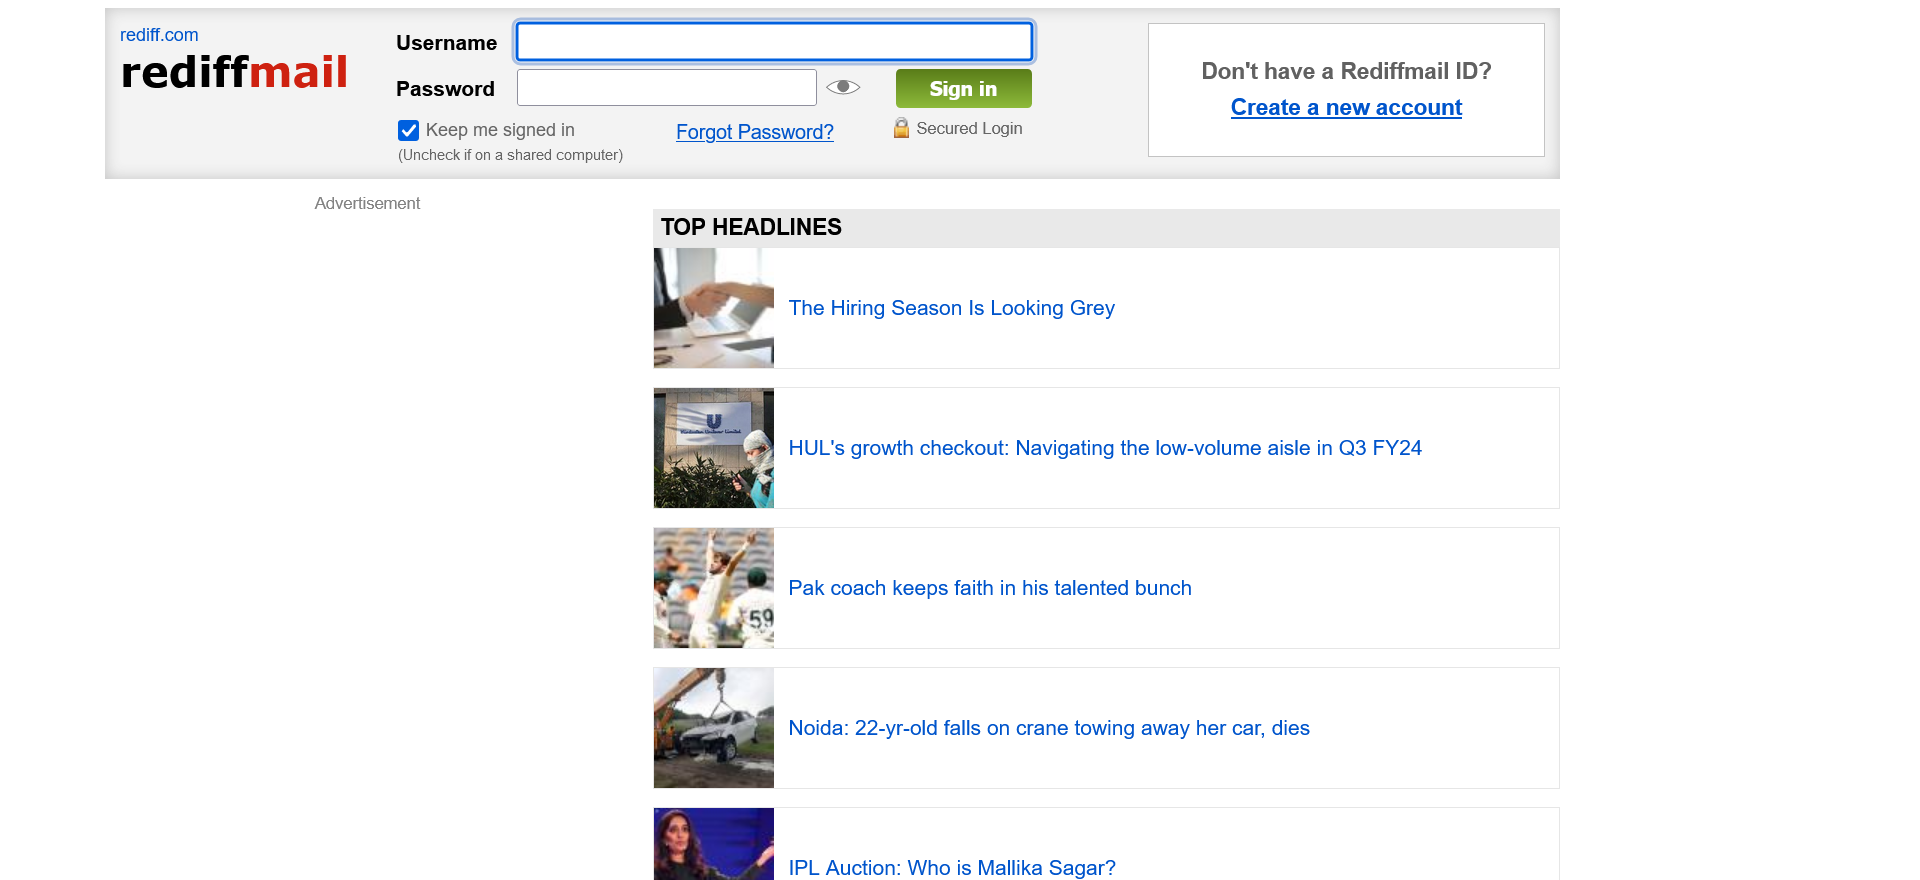 rediff.com
rediffmail
Username
Password
Sign in
Keep me signed in
(Uncheck if on a shared computer)
Forgot Password?
Secured Login
Don't have a Rediffmail ID?
Create a new account
Advertisement
TOP HEADLINES
The Hiring Season Is Looking Grey
HUL's growth checkout: Navigating the low-volume aisle in Q3 FY24
Pak coach keeps faith in his talented bunch
59
Noida: 22-yr-old falls on crane towing away her car, dies
IPL Auction: Who is Mallika Sagar?